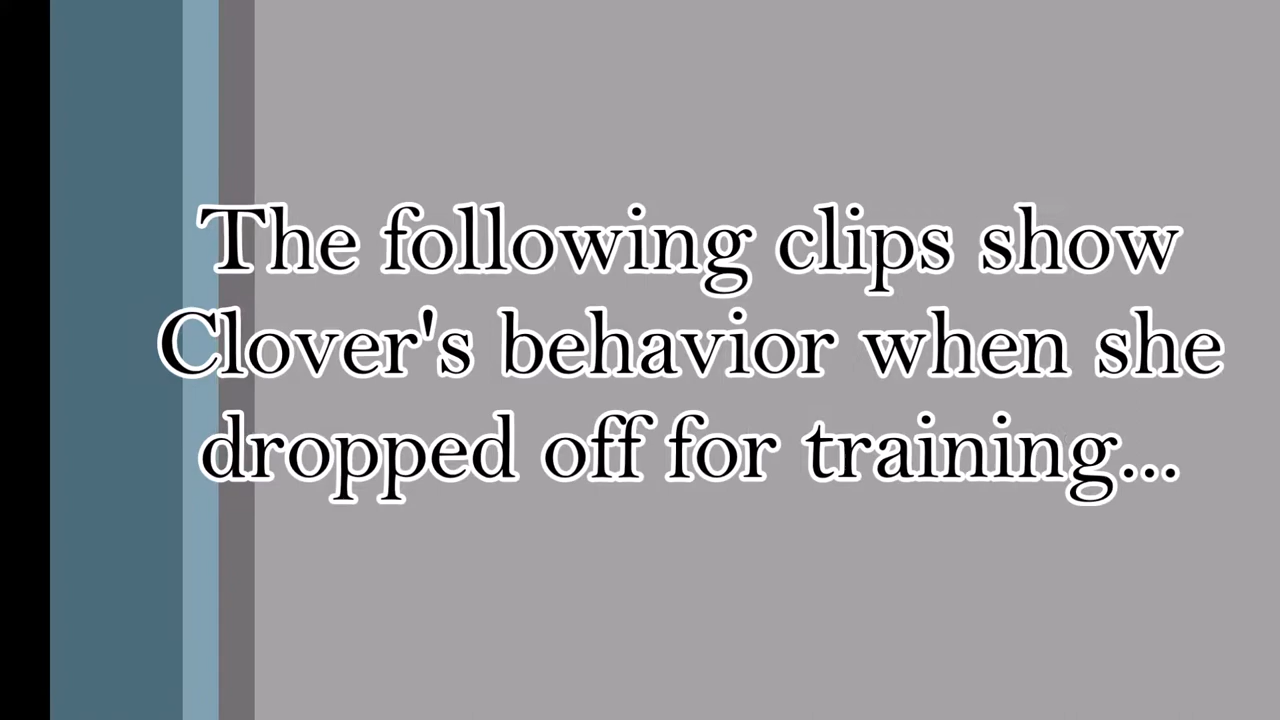 The following clips show
Clover's behavior when she
dropped off for training...